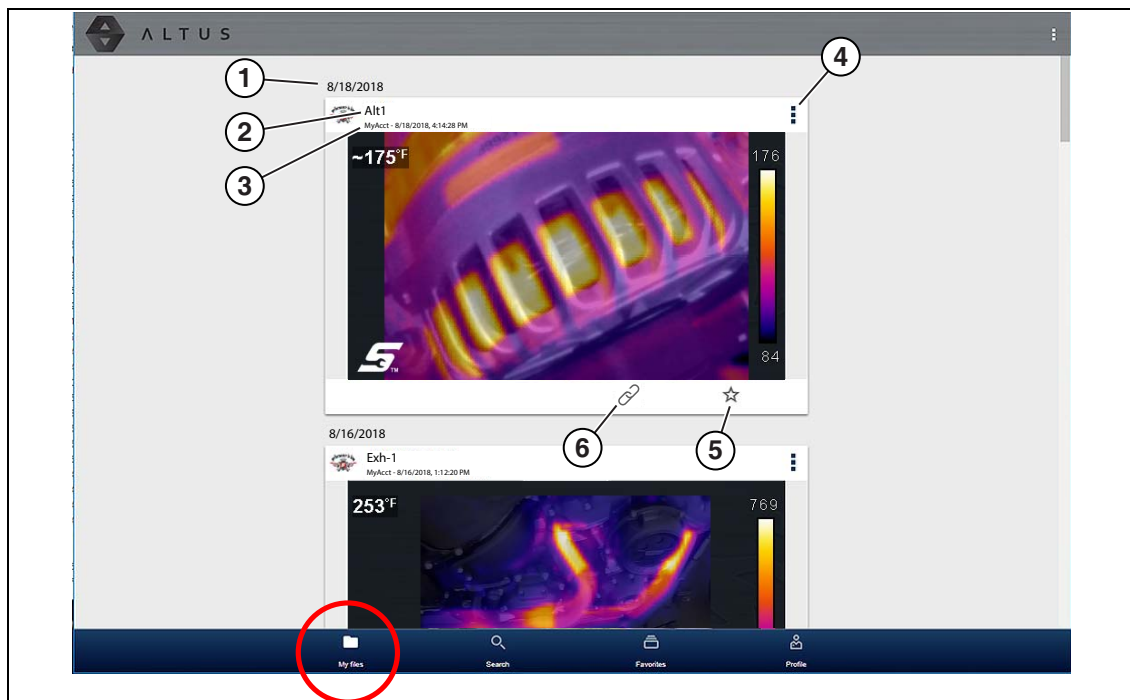 ALTUS
1
8/18/2018
4
2
Alt1
3
MyAcct - 8/18/2018, 4:14:28 PM
~175°F
176
84
TM
6
5
8/16/2018
Exh-1
MyAcct - 8/16/2018, 1:12:20 PM
253°F
769
My files
Search
Favorites
Profile